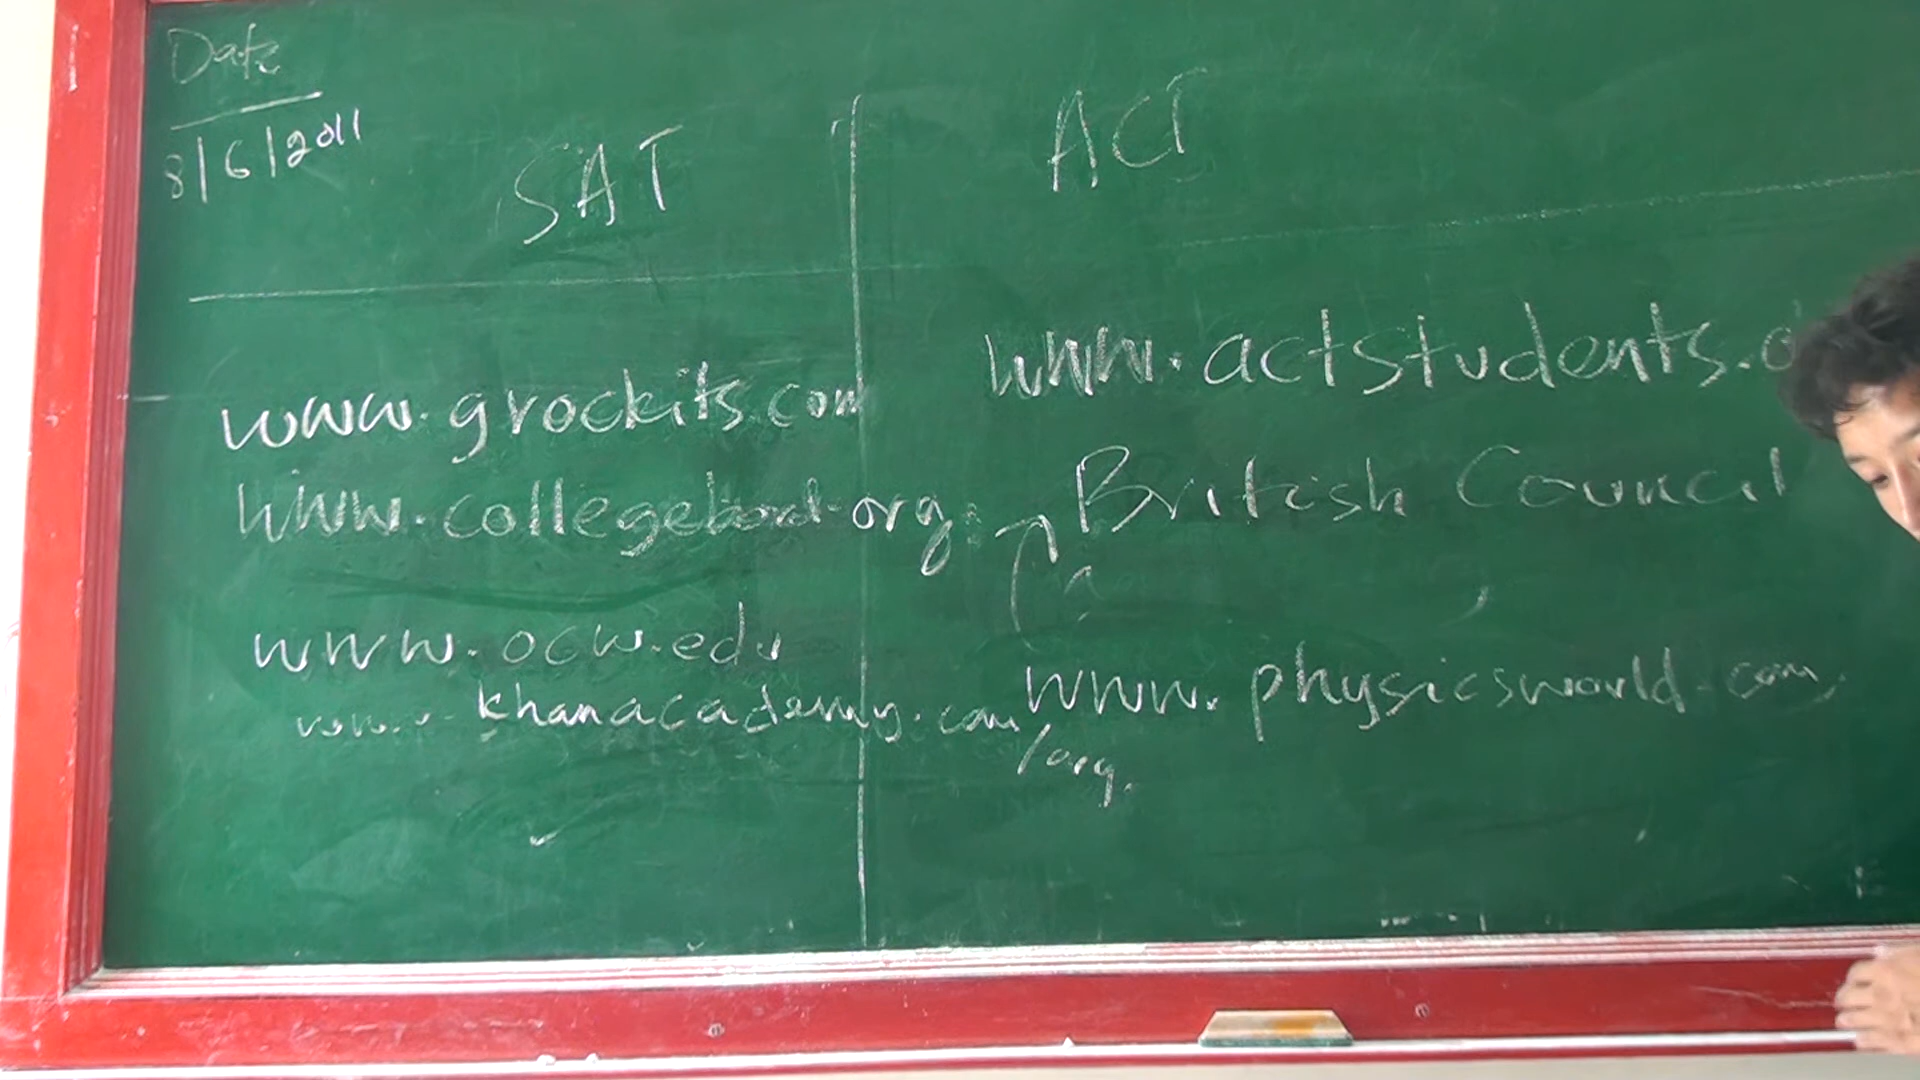 Date
8/6/2011
SAT
www.grockits.com
www.collegebord.org
www.ocw.edu
www.khanacademy.com
/org.
ACT
www.actstudents.o
British Council
www.physicsworld.com